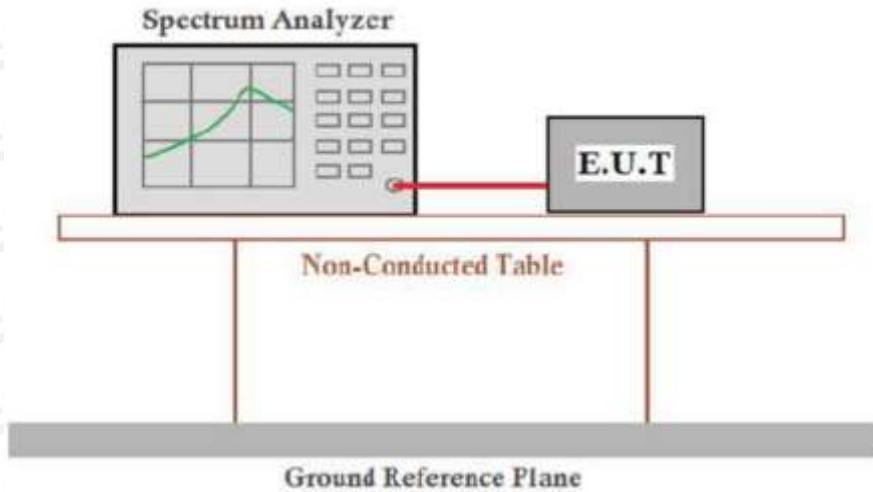 Spectrum Analyzer
E.U.T
Non-Conducted Table
Ground Reference Plane